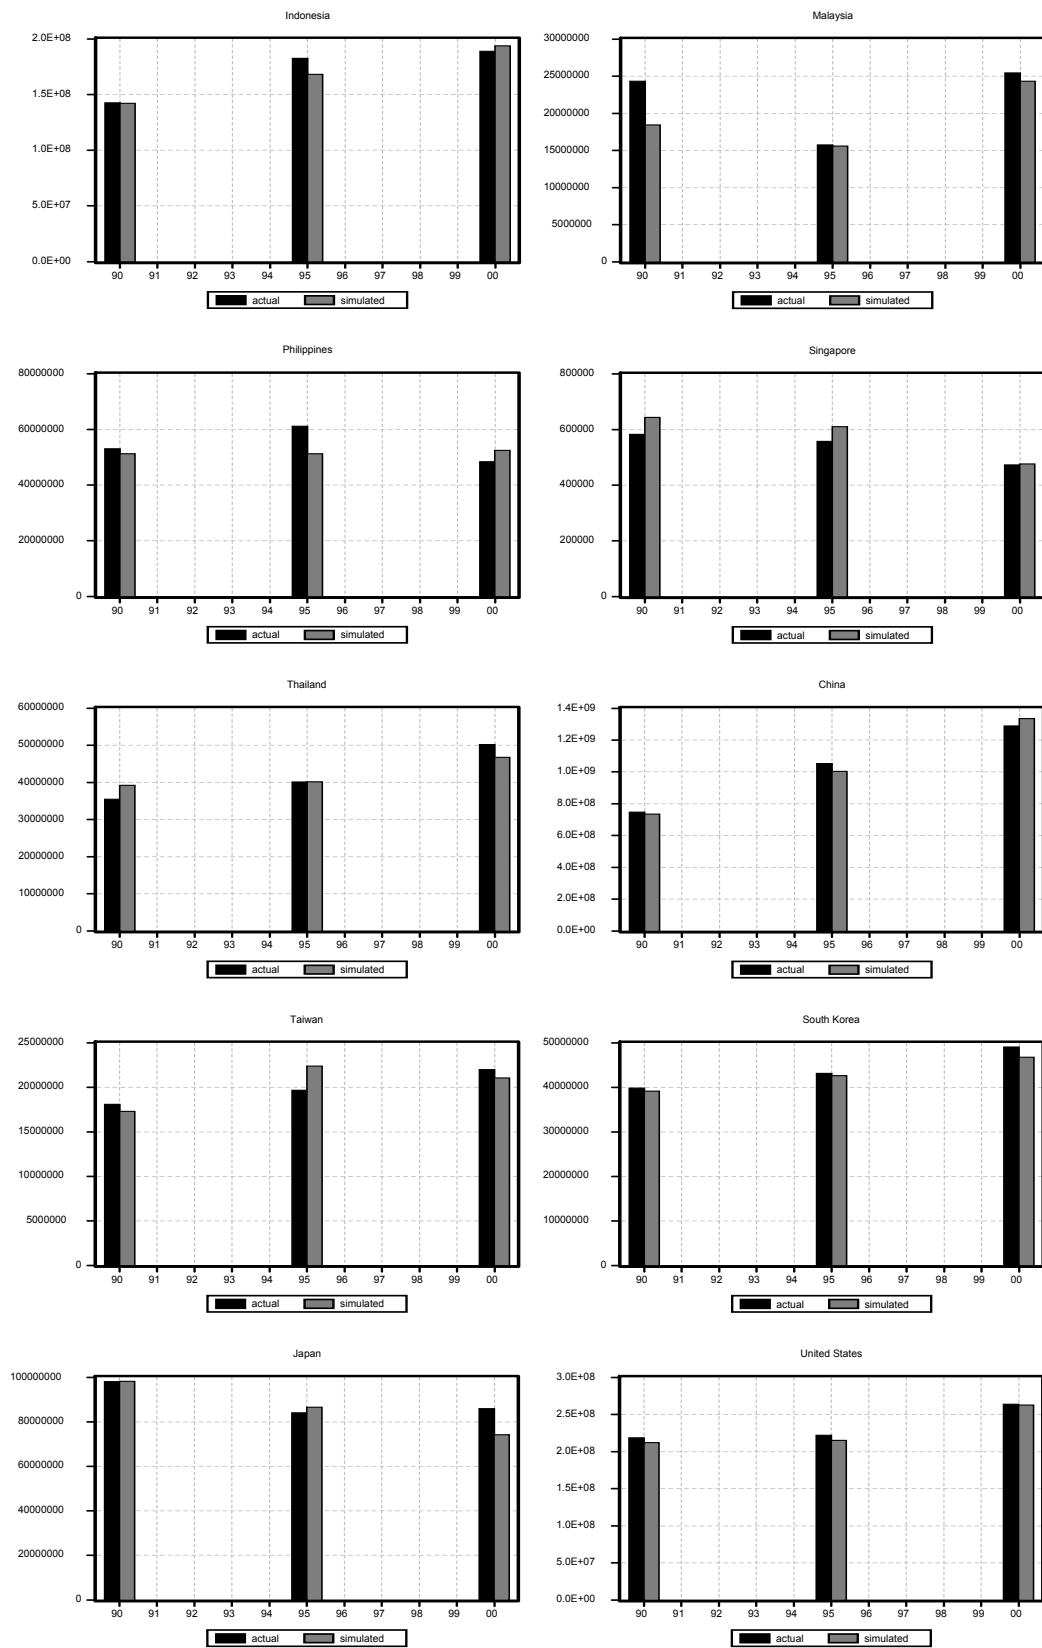 Indonesia
2.0E+08
1.5E+08
1.0E+08
5.0E+07
0.0E+00
90 91 92 93 94 95 96 97 98 99 00
actual simulated
Malaysia
30000000
25000000
20000000
15000000
10000000
5000000
0
90 91 92 93 94 95 96 97 98 99 00
actual simulated
Philippines
80000000
60000000
40000000
20000000
0
90 91 92 93 94 95 96 97 98 99 00
actual simulated
Singapore
800000
600000
400000
200000
0
90 91 92 93 94 95 96 97 98 99 00
actual simulated
Thailand
60000000
50000000
40000000
30000000
20000000
10000000
0
90 91 92 93 94 95 96 97 98 99 00
actual simulated
China
1.4E+09
1.2E+09
1.0E+09
8.0E+08
6.0E+08
4.0E+08
2.0E+08
0.0E+00
90 91 92 93 94 95 96 97 98 99 00
actual simulated
Taiwan
25000000
20000000
15000000
10000000
5000000
0
90 91 92 93 94 95 96 97 98 99 00
actual simulated
South Korea
50000000
40000000
30000000
20000000
10000000
0
90 91 92 93 94 95 96 97 98 99 00
actual simulated
Japan
100000000
80000000
60000000
40000000
20000000
0
90 91 92 93 94 95 96 97 98 99 00
actual simulated
United States
3.0E+08
2.5E+08
2.0E+08
1.5E+08
1.0E+08
5.0E+07
0.0E+00
90 91 92 93 94 95 96 97 98 99 00
actual simulated